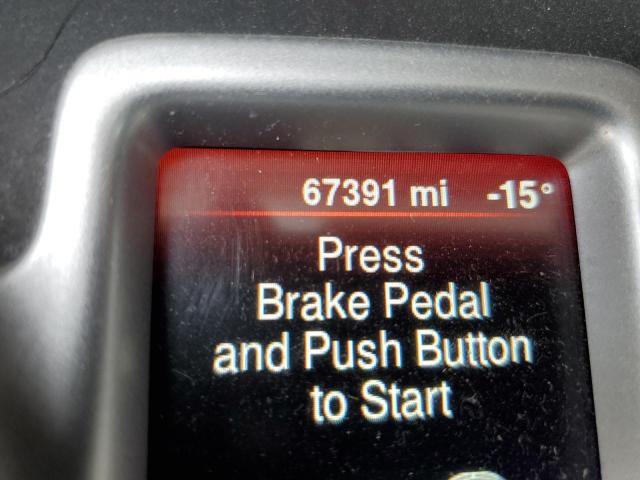 67391 mi -15°
Press
Brake Pedal
and Push Button
to Start